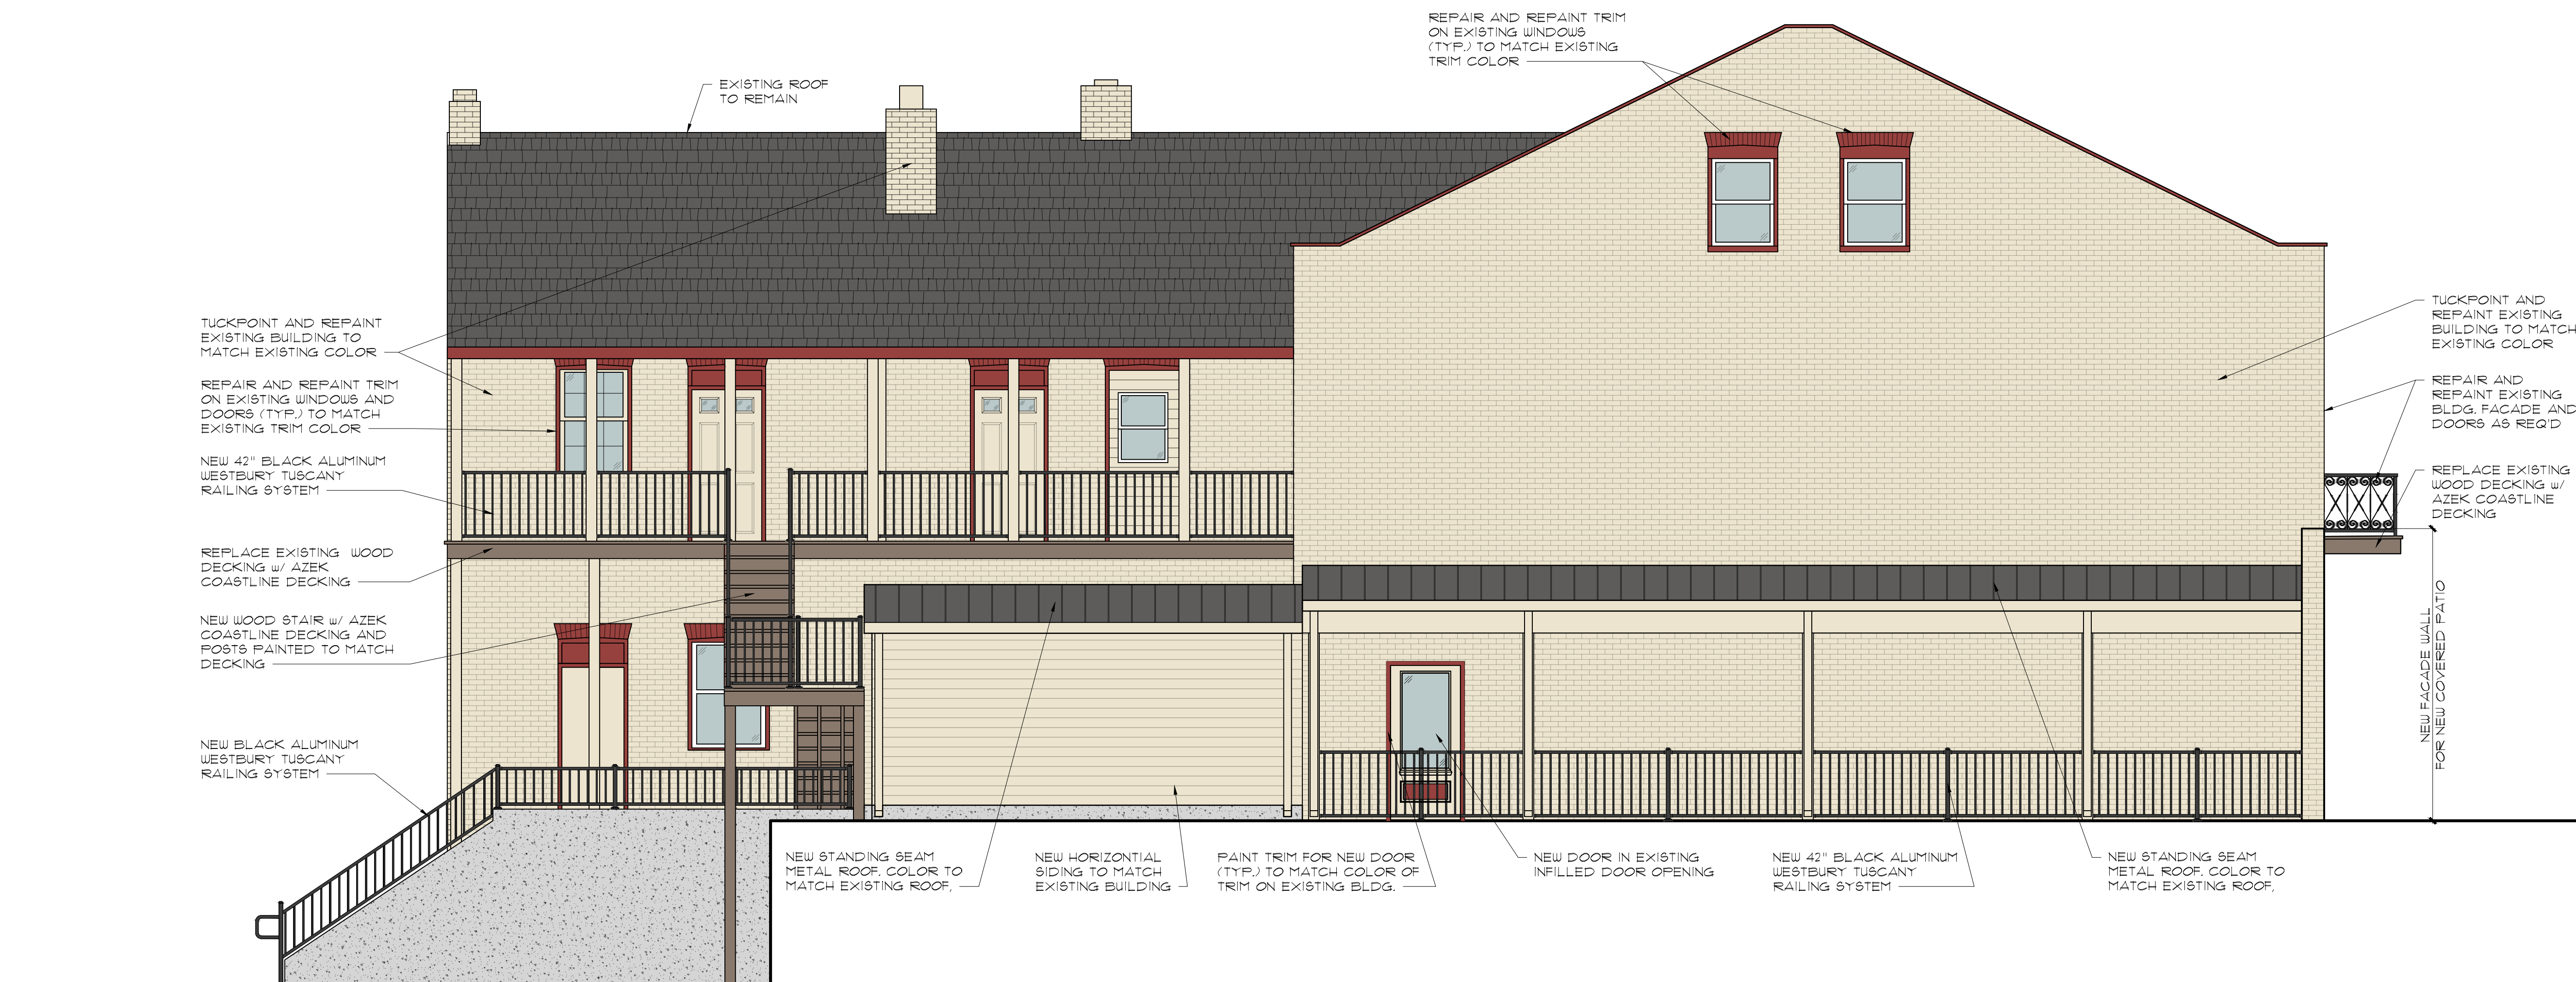 REPAIR AND REPAINT TRIM
ON EXISTING WINDOWS
(TYP.) TO MATCH EXISTING
TRIM COLOR
EXISTING ROOF
TO REMAIN
TUCKPOINT AND REPAINT
EXISTING BUILDING TO
MATCH EXISTING COLOR
REPAIR AND REPAINT TRIM
ON EXISTING WINDOWS AND
DOORS (TYP.) TO MATCH
EXISTING TRIM COLOR
NEW 42" BLACK ALUMINUM
WESTBURY TUSCANY
RAILING SYSTEM
REPLACE EXISTING WOOD
DECKING w/ AZEK
COASTLINE DECKING
NEW WOOD STAIR w/ AZEK
COASTLINE DECKING AND
POSTS PAINTED TO MATCH
DECKING
NEW BLACK ALUMINUM
WESTBURY TUSCANY
RAILING SYSTEM
TUCKPOINT AND
REPAINT EXISTING
BUILDING TO MATCH
EXISTING COLOR
REPAIR AND
REPAINT EXISTING
BLDG. FACADE AND
DOORS AS REQ'D
REPLACE EXISTING
WOOD DECKING w/
AZEK COASTLINE
DECKING
NEW FACADE WALL
FOR NEW COVERED PATIO
NEW STANDING SEAM
METAL ROOF. COLOR TO
MATCH EXISTING ROOF,
NEW HORIZONTIAL
SIDING TO MATCH
EXISTING BUILDING
PAINT TRIM FOR NEW DOOR
(TYP.) TO MATCH COLOR OF
TRIM ON EXISTING BLDG.
NEW DOOR IN EXISTING
INFILLED DOOR OPENING
NEW 42" BLACK ALUMINUM
WESTBURY TUSCANY
RAILING SYSTEM
NEW STANDING SEAM
METAL ROOF. COLOR TO
MATCH EXISTING ROOF,